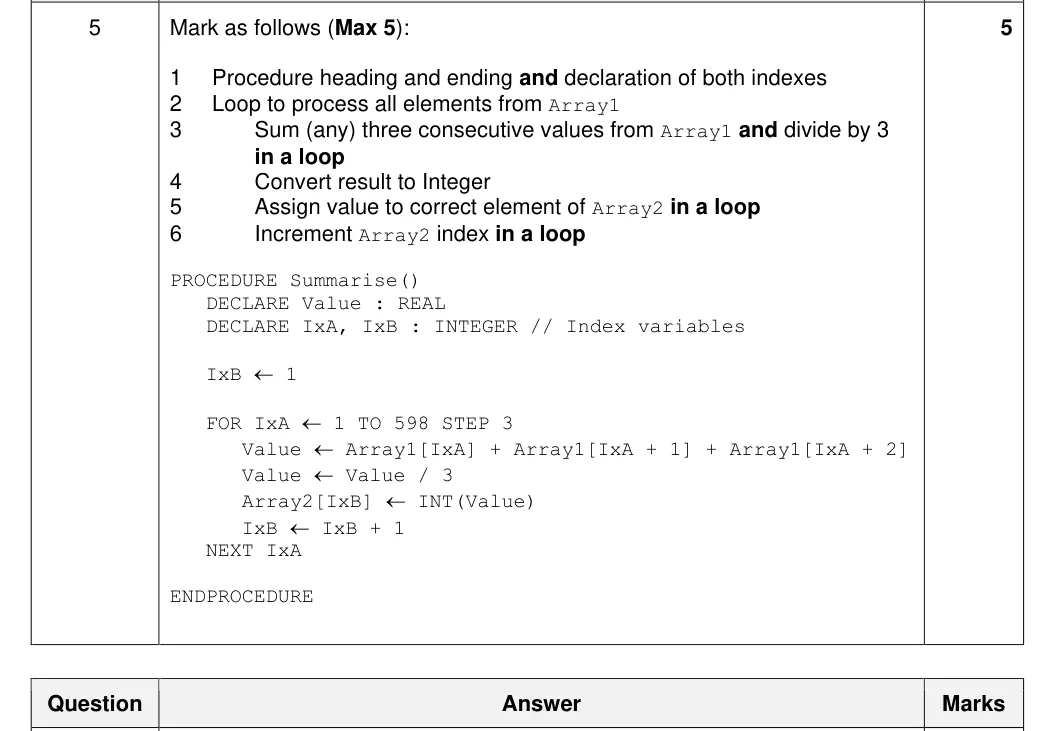 5 Mark as follows (Max 5): 5
1 Procedure heading and ending and declaration of both indexes
2 Loop to process all elements from Array1
3 Sum (any) three consecutive values from Array1 and divide by 3
in a loop
4 Convert result to Integer
5 Assign value to correct element of Array2 in a loop
6 Increment Array2 index in a loop
PROCEDURE Summarise()
DECLARE Value : REAL
DECLARE IxA, IxB : INTEGER // Index variables
IxB ← 1
FOR IxA ← 1 TO 598 STEP 3
Value ← Array1[IxA] + Array1[IxA + 1] + Array1[IxA + 2]
Value ← Value / 3
Array2[IxB] ← INT(Value)
IxB ← IxB + 1
NEXT IxA
ENDPROCEDURE
Question Answer Marks